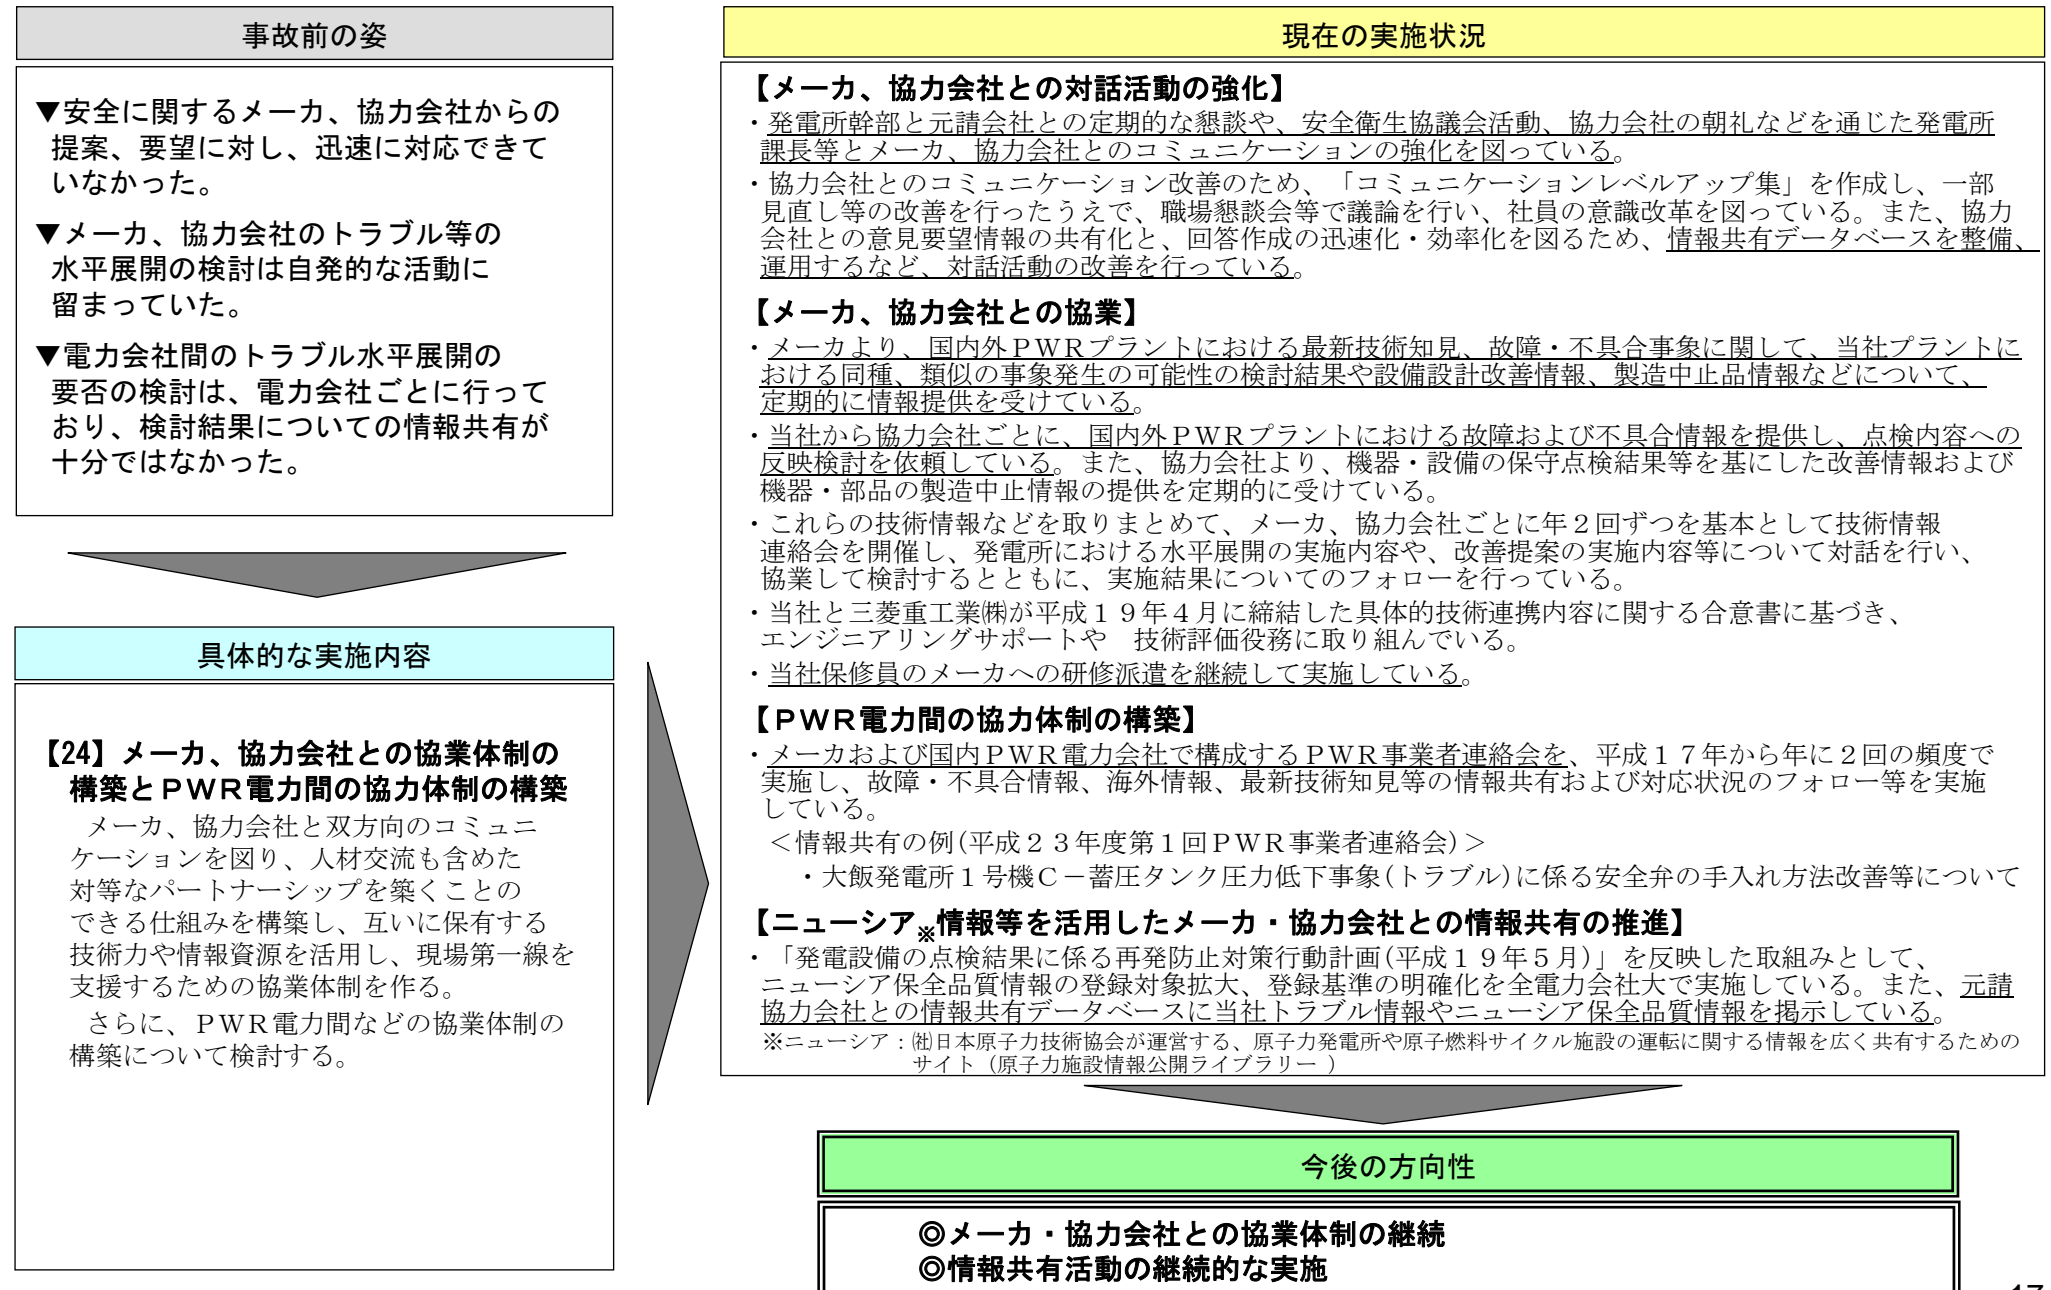 事故前の姿
▼安全に関するメーカ、協力会社からの
提案、要望に対し、迅速に対応できて
いなかった。
▼メーカ、協力会社のトラブル等の
水平展開の検討は自発的な活動に
留まっていた。
▼電力会社間のトラブル水平展開の
要否の検討は、電力会社ごとに行って
おり、検討結果についての情報共有が
十分ではなかった。
具体的な実施内容
【24】メーカ、協力会社との協業体制の
構築とPWR電力間の協力体制の構築
メーカ、協力会社と双方向のコミュニ
ケーションを図り、人材交流も含めた
対等なパートナーシップを築くことの
できる仕組みを構築し、互いに保有する
技術力や情報資源を活用し、現場第一線を
支援するための協業体制を作る。
さらに、PWR電力間などの協業体制の
構築について検討する。
現在の実施状況
【メーカ、協力会社との対話活動の強化】
・発電所幹部と元請会社との定期的な懇談や、安全衛生協議会活動、協力会社の朝礼などを通じた発電所
課長等とメーカ、協力会社とのコミュニケーションの強化を図っている。
・協力会社とのコミュニケーション改善のため、「コミュニケーションレベルアップ集」を作成し、一部
見直し等の改善を行ったうえで、職場懇談会等で議論を行い、社員の意識改革を図っている。また、協力
会社との意見要望情報の共有化と、回答作成の迅速化・効率化を図るため、情報共有データベースを整備、
運用するなど、対話活動の改善を行っている。
【メーカ、協力会社との協業】
・メーカより、国内外PWRプラントにおける最新技術知見、故障・不具合事象に関して、当社プラントに
おける同種、類似の事象発生の可能性の検討結果や設備設計改善情報、製造中止品情報などについて、
定期的に情報提供を受けている。
・当社から協力会社ごとに、国内外PWRプラントにおける故障および不具合情報を提供し、点検内容への
反映検討を依頼している。また、協力会社より、機器・設備の保守点検結果等を基にした改善情報および
機器・部品の製造中止情報の提供を定期的に受けている。
・これらの技術情報などを取りまとめて、メーカ、協力会社ごとに年2回ずつを基本として技術情報
連絡会を開催し、発電所における水平展開の実施内容や、改善提案の実施内容等について対話を行い、
協業して検討するとともに、実施結果についてのフォローを行っている。
・当社と三菱重工業㈱が平成19年4月に締結した具体的技術連携内容に関する合意書に基づき、
エンジニアリングサポートや 技術評価役務に取り組んでいる。
・当社保修員のメーカへの研修派遣を継続して実施している。
【PWR電力間の協力体制の構築】
・メーカおよび国内PWR電力会社で構成するPWR事業者連絡会を、平成17年から年に2回の頻度で
実施し、故障・不具合情報、海外情報、最新技術知見等の情報共有および対応状況のフォロー等を実施
している。
＜情報共有の例(平成23年度第1回PWR事業者連絡会)＞
・大飯発電所1号機C－蓄圧タンク圧力低下事象(トラブル)に係る安全弁の手入れ方法改善等について
【ニューシア※情報等を活用したメーカ・協力会社との情報共有の推進】
・「発電設備の点検結果に係る再発防止対策行動計画(平成19年5月)」を反映した取組みとして、
ニューシア保全品質情報の登録対象拡大、登録基準の明確化を全電力会社大で実施している。また、元請
協力会社との情報共有データベースに当社トラブル情報やニューシア保全品質情報を掲示している。
※ニューシア：㈳日本原子力技術協会が運営する、原子力発電所や原子燃料サイクル施設の運転に関する情報を広く共有するための
サイト（原子力施設情報公開ライブラリー ）
今後の方向性
◎メーカ・協力会社との協業体制の継続
◎情報共有活動の継続的な実施